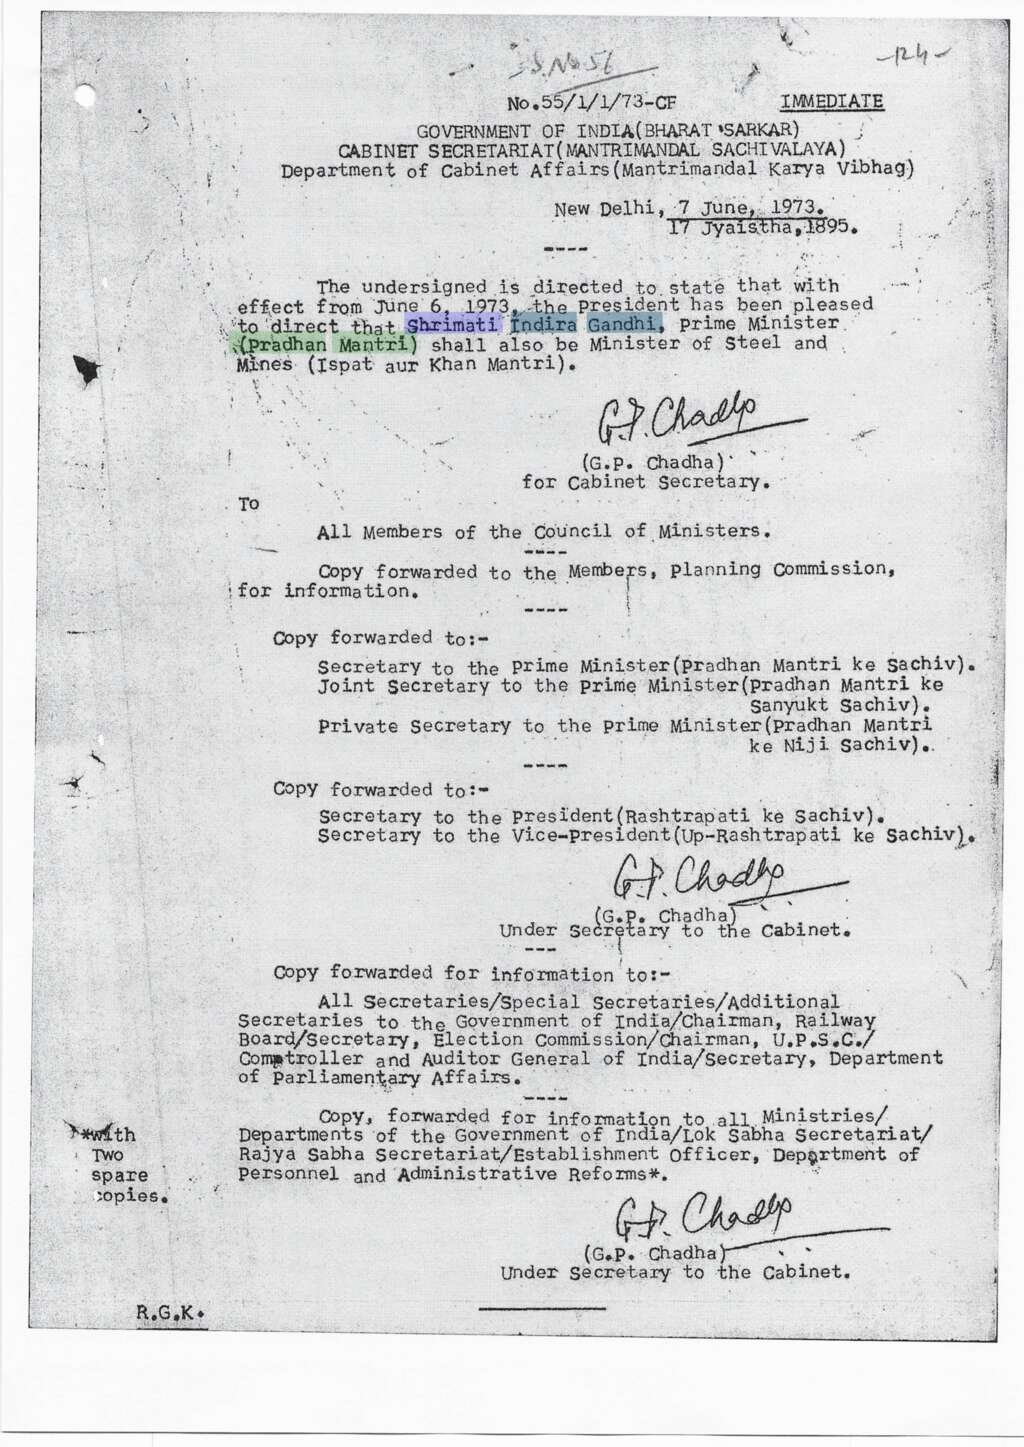 S.No 56
-124-
No.55/1/1/73-CF IMMEDIATE
GOVERNMENT OF INDIA(BHARAT SARKAR)
CABINET SECRETARIAT(MANTRIMANDAL SACHIVALAYA)
Department of Cabinet Affairs(Mantrimandal Karya Vibhag)
New Delhi, 7 June, 1973.
17 Jyaistha,1895.
----
The undersigned is directed to state that with
effect from June 6, 1973, the President has been pleased
to direct that Shrimati Indira Gandhi, Prime Minister
(Pradhan Mantri) shall also be Minister of Steel and
Mines (Ispat aur Khan Mantri).
G.P. Chadha
(G.P. Chadha)
for Cabinet Secretary.
To
All Members of the Council of Ministers.
----
Copy forwarded to the Members, Planning Commission,
for information.
----
Copy forwarded to:-
Secretary to the Prime Minister(Pradhan Mantri ke Sachiv).
Joint Secretary to the Prime Minister(Pradhan Mantri ke
Sanyukt Sachiv).
Private Secretary to the Prime Minister(Pradhan Mantri
ke Niji Sachiv).
----
Copy forwarded to:-
Secretary to the President(Rashtrapati ke Sachiv).
Secretary to the Vice-President(Up-Rashtrapati ke Sachiv).
G.P. Chadha
(G.P. Chadha)
Under Secretary to the Cabinet.
---
Copy forwarded for information to:-
All Secretaries/Special Secretaries/Additional
Secretaries to the Government of India/Chairman, Railway
Board/Secretary, Election Commission/Chairman, U.P.S.C./
Comptroller and Auditor General of India/Secretary, Department
of Parliamentary Affairs.
----
Copy, forwarded for information to all Ministries/
Departments of the Government of India/Lok Sabha Secretariat/
Rajya Sabha Secretariat/Establishment Officer, Department of
Personnel and Administrative Reforms*.
*with
Two
spare
copies.
G.P. Chadha
(G.P. Chadha)
Under Secretary to the Cabinet.
R.G.K.